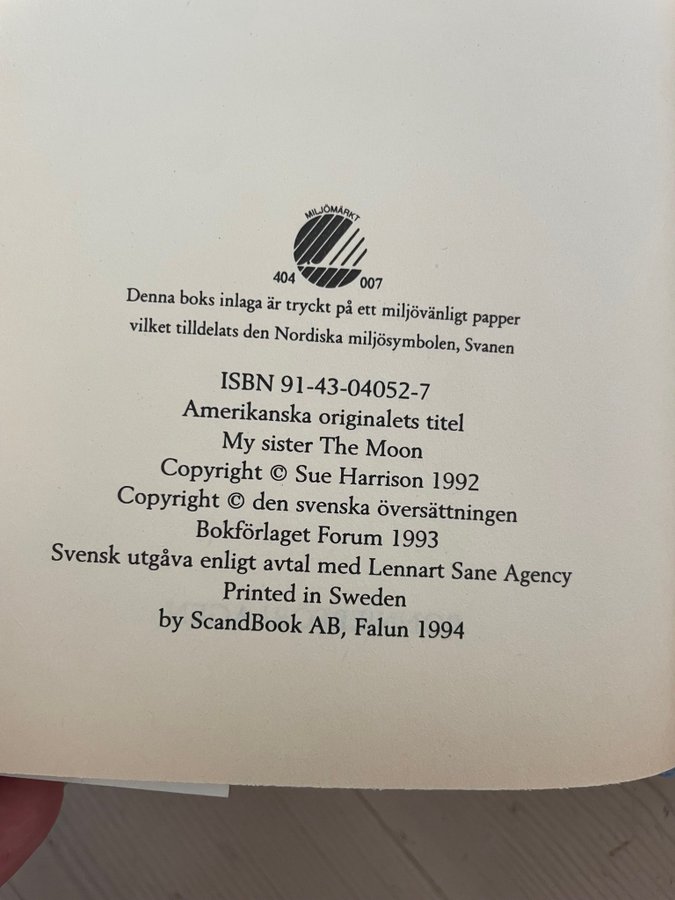 MILJÖMÄRKT
404 007
Denna boks inlaga är tryckt på ett miljövänligt papper
vilket tilldelats den Nordiska miljösymbolen, Svanen
ISBN 91-43-04052-7
Amerikanska originalets titel
My sister The Moon
Copyright © Sue Harrison 1992
Copyright © den svenska översättningen
Bokförlaget Forum 1993
Svensk utgåva enligt avtal med Lennart Sane Agency
Printed in Sweden
by ScandBook AB, Falun 1994